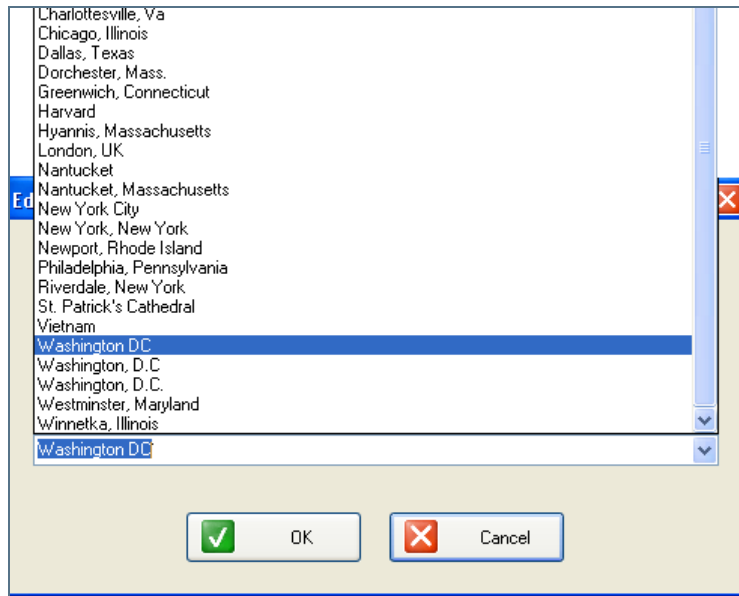 Charlottesville, Va
Chicago, Illinois
Dallas, Texas
Dorchester, Mass.
Greenwich, Connecticut
Harvard
Hyannis, Massachusetts
London, UK
Nantucket
Nantucket, Massachusetts
Ed
New York City
New York, New York
Newport, Rhode Island
Philadelphia, Pennsylvania
Riverdale, New York
St. Patrick's Cathedral
Vietnam
Washington DC
Washington, D.C
Washington, D.C.
Westminster, Maryland
Winnetka, Illinois
Washington DC
OK
Cancel